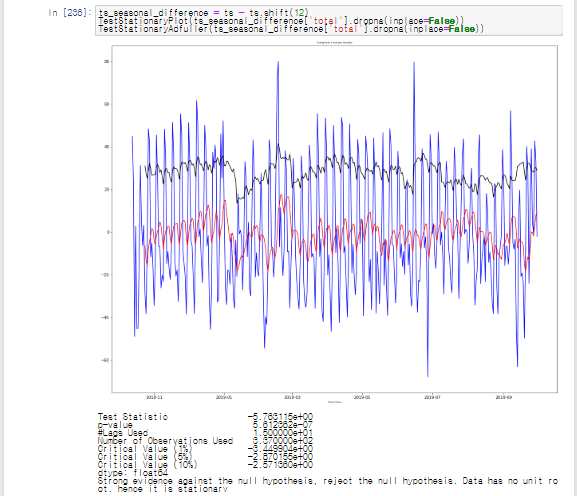 In [236]: ts_seasonal_difference = ts - ts.shift(12)
TestStationaryPlot(ts_seasonal_difference['total'].dropna(inplace=False))
TestStationaryAdfuller(ts_seasonal_difference['total'].dropna(inplace=False))
80
60
40
20
0
-20
-40
-60
2018-11 2019-01 2019-03 2019-05 2019-07 2019-09
Test Statistic -5.763115e+00
p-value 5.612362e-07
#Lags Used 1.500000e+01
Number of Observations Used 3.370000e+02
Critical Value (1%) -3.449904e+00
Critical Value (5%) -2.870155e+00
Critical Value (10%) -2.571360e+00
dtype: float64
Strong evidence against the null hypothesis, reject the null hypothesis. Data has no unit ro
ot, hence it is stationary